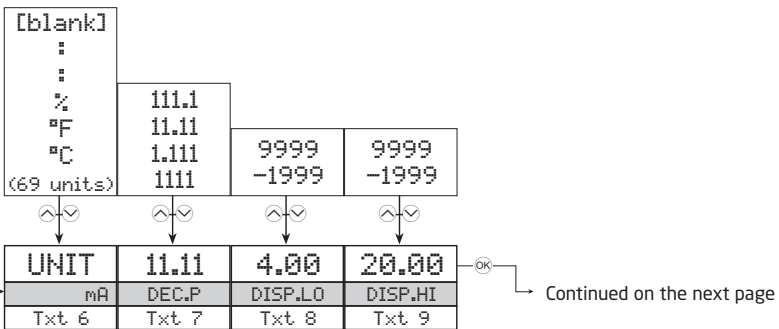 [blank]
:
:
%
°F
°C
(69 units)
111.1
11.11
1.111
1111
9999
-1999
9999
-1999
UNIT 11.11 4.00 20.00
OK
mA DEC.P DISP.LO DISP.HI
Continued on the next page
Txt 6 Txt 7 Txt 8 Txt 9